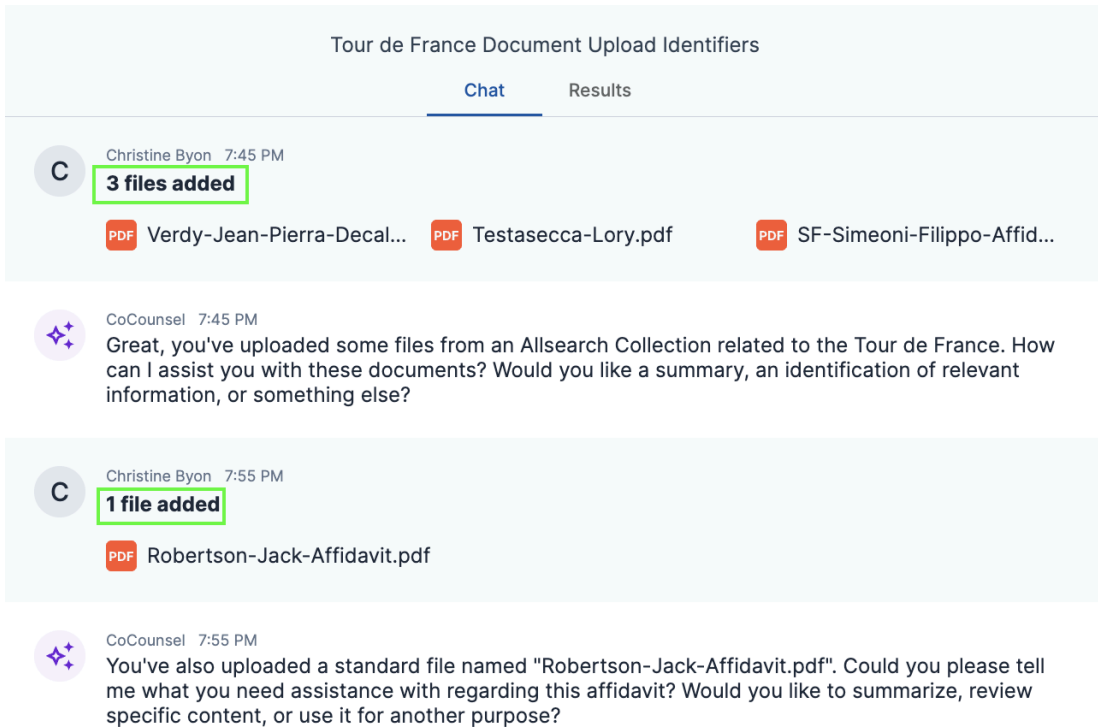 Tour de France Document Upload Identifiers
Chat Results
C
Christine Byon 7:45 PM
3 files added
PDF Verdy-Jean-Pierra-Decal... PDF Testasecca-Lory.pdf PDF SF-Simeoni-Filippo-Affid...
CoCounsel 7:45 PM
Great, you've uploaded some files from an Allsearch Collection related to the Tour de France. How
can I assist you with these documents? Would you like a summary, an identification of relevant
information, or something else?
C
Christine Byon 7:55 PM
1 file added
PDF Robertson-Jack-Affidavit.pdf
CoCounsel 7:55 PM
You've also uploaded a standard file named "Robertson-Jack-Affidavit.pdf". Could you please tell
me what you need assistance with regarding this affidavit? Would you like to summarize, review
specific content, or use it for another purpose?